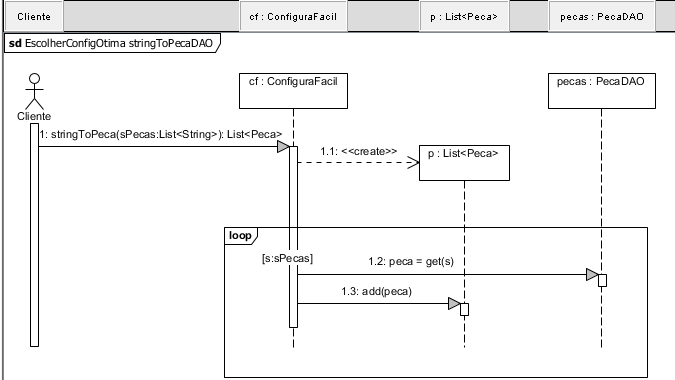 Cliente
cf : ConfiguraFacil
p : List<Peca>
pecas : PecaDAO
sd EscolherConfigOtima stringToPecaDAO
cf : ConfiguraFacil
pecas : PecaDAO
Cliente
1: stringToPeca(sPecas:List<String>): List<Peca>
1.1: <<create>>
p : List<Peca>
loop
[s:sPecas]
1.2: peca = get(s)
1.3: add(peca)